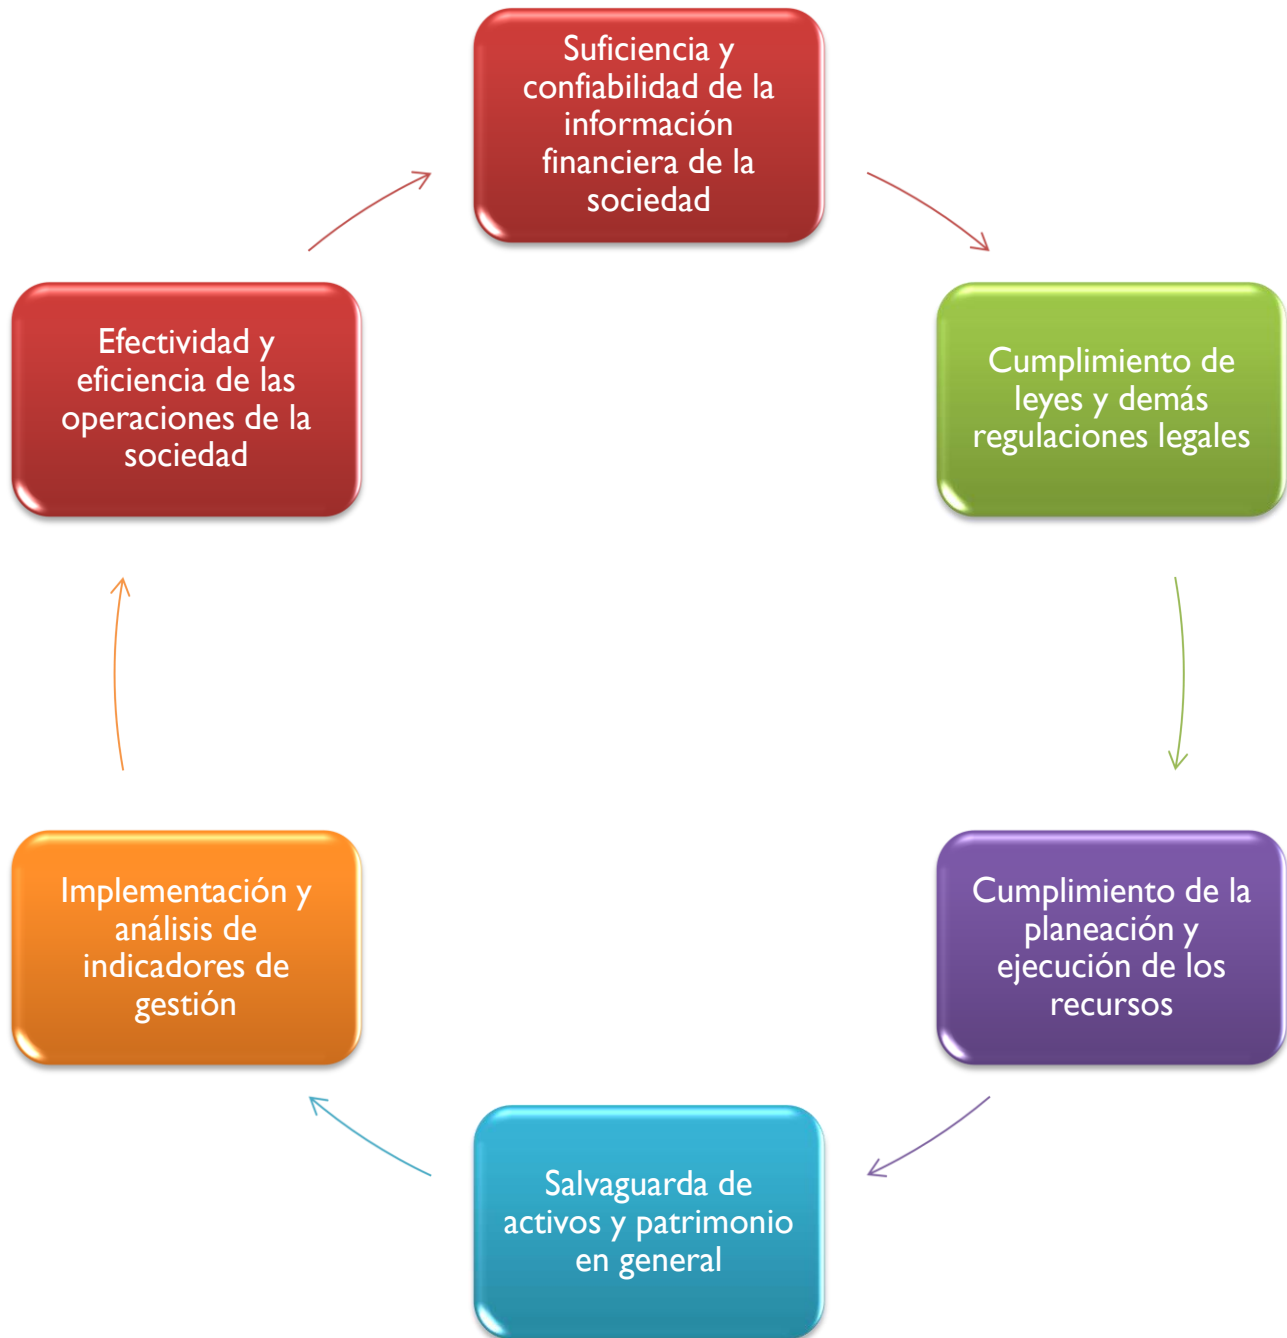 Suficiencia y
confiabilidad de la
información
financiera de la
sociedad
Cumplimiento de
leyes y demás
regulaciones legales
Cumplimiento de la
planeación y
ejecución de los
recursos
Salvaguarda de
activos y patrimonio
en general
Implementación y
análisis de
indicadores de
gestión
Efectividad y
eficiencia de las
operaciones de la
sociedad